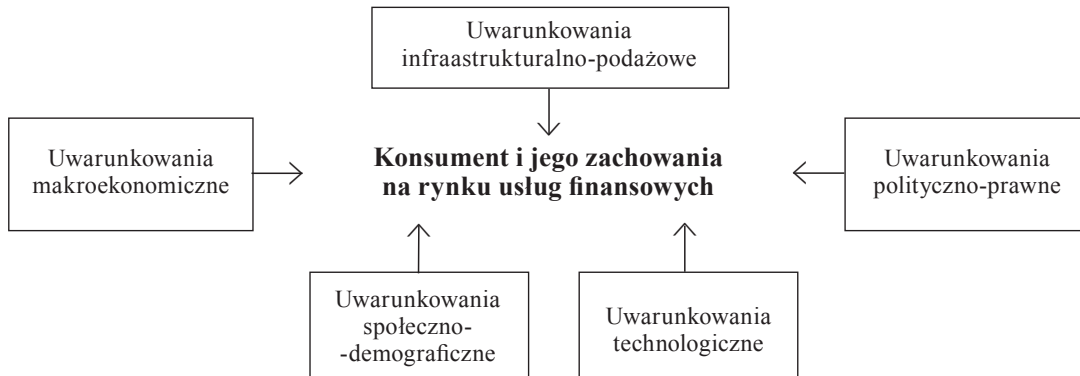 Uwarunkowania
infraastrukturalno-podażowe
Uwarunkowania
makroekonomiczne
Konsument i jego zachowania
na rynku usług finansowych
Uwarunkowania
polityczno-prawne
Uwarunkowania
społeczno-
-demograficzne
Uwarunkowania
technologiczne